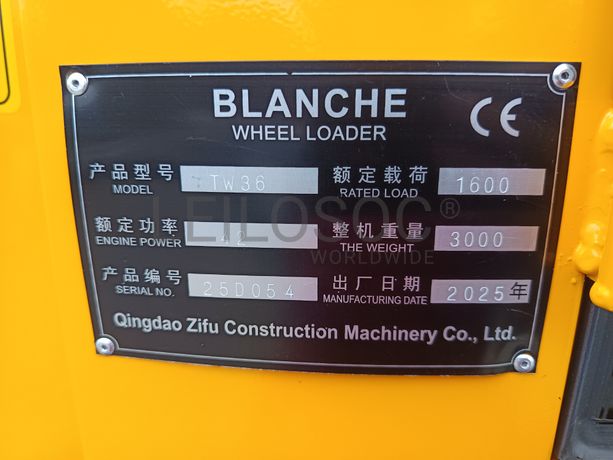 BLANCHE
CE
WHEEL LOADER
产品型号 TW36 额定载荷 1600
MODEL RATED LOAD
额定功率 42 整机重量 3000
ENGINE POWER THE WEIGHT
LEILOSOC®
WORLDWIDE
产品编号 25D054 出厂日期 2025年
SERIAL NO. MANUFACTURING DATE
Qingdao Zifu Construction Machinery Co., Ltd.